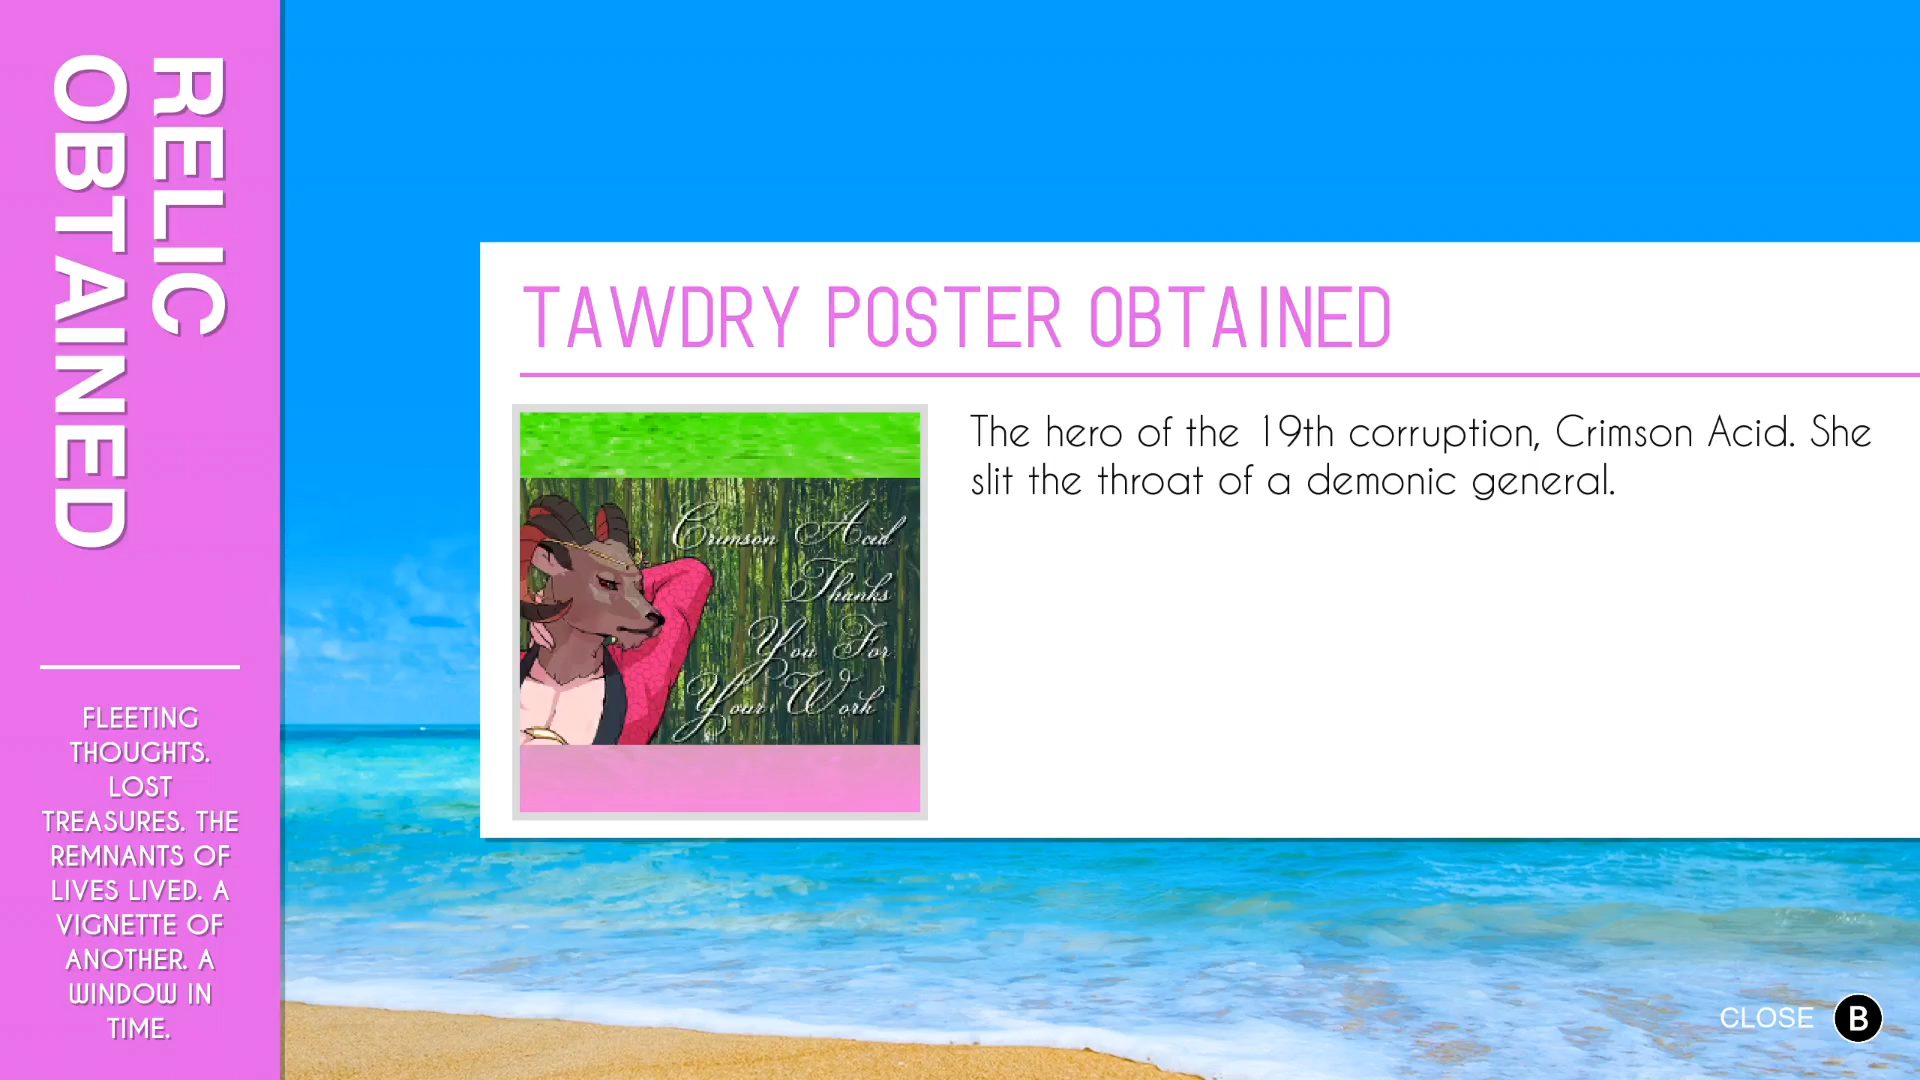 RELIC
OBTAINED
FLEETING
THOUGHTS.
LOST
TREASURES. THE
REMNANTS OF
LIVES LIVED. A
VIGNETTE OF
ANOTHER. A
WINDOW IN
TIME.
TAWDRY POSTER OBTAINED
Crimson Acid
Thanks
You For
Your Work
The hero of the 19th corruption, Crimson Acid. She
slit the throat of a demonic general.
CLOSE B